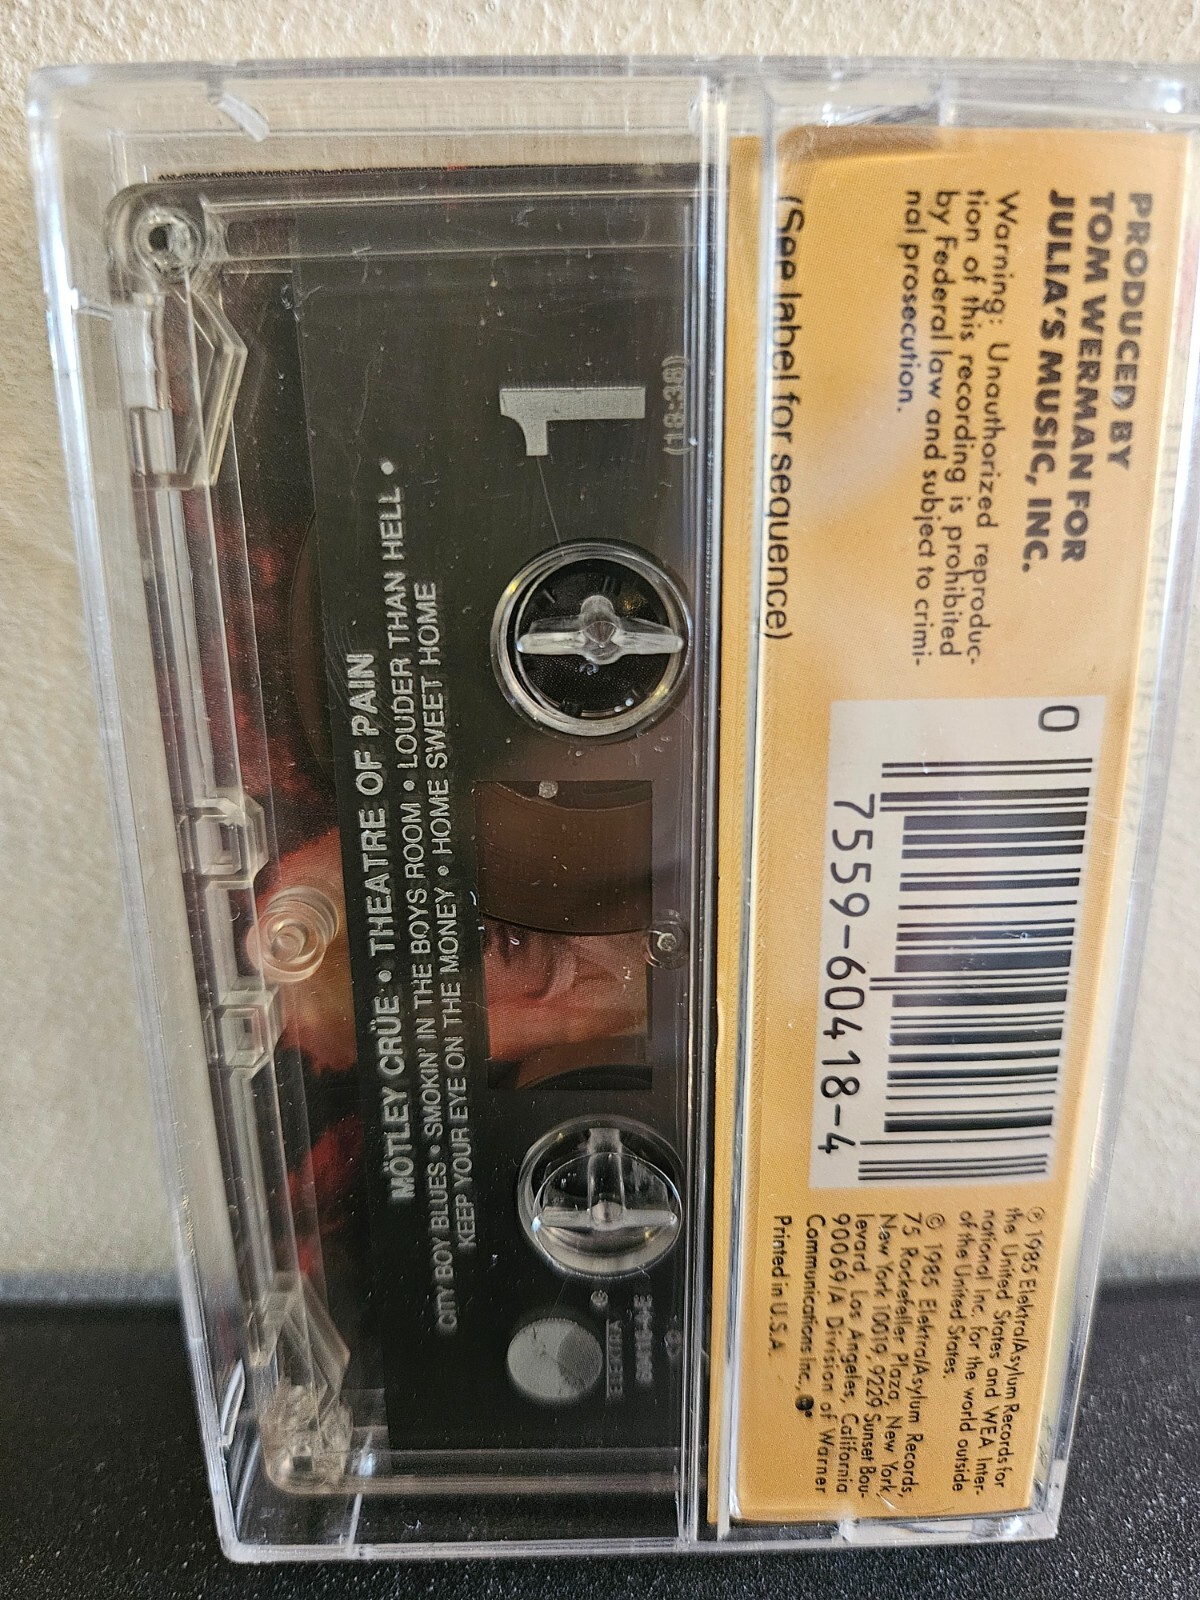 PRODUCED BY
TOM WERMAN FOR
JULIA'S MUSIC, INC.
Warning: Unauthorized reproduc-
tion of this recording is prohibited
by Federal law and subject to crimi-
nal prosecution.
(See label for sequence)
0
7559-60418-4
℗ 1985 Elektra/Asylum Records for
the United States and WEA Inter-
national Inc. for the world outside
of the United States.
© 1985 Elektra/Asylum Records,
75 Rockefeller Plaza, New York,
New York 10019, 9229 Sunset Bou-
levard, Los Angeles, California
90069/A Division of Warner
Communications Inc.,
Printed in U.S.A.
1
(18:36)
MÖTLEY CRÜE • THEATRE OF PAIN
CITY BOY BLUES • SMOKIN' IN THE BOYS ROOM • LOUDER THAN HELL •
KEEP YOUR EYE ON THE MONEY • HOME SWEET HOME
ELEKTRA
60418-4-E